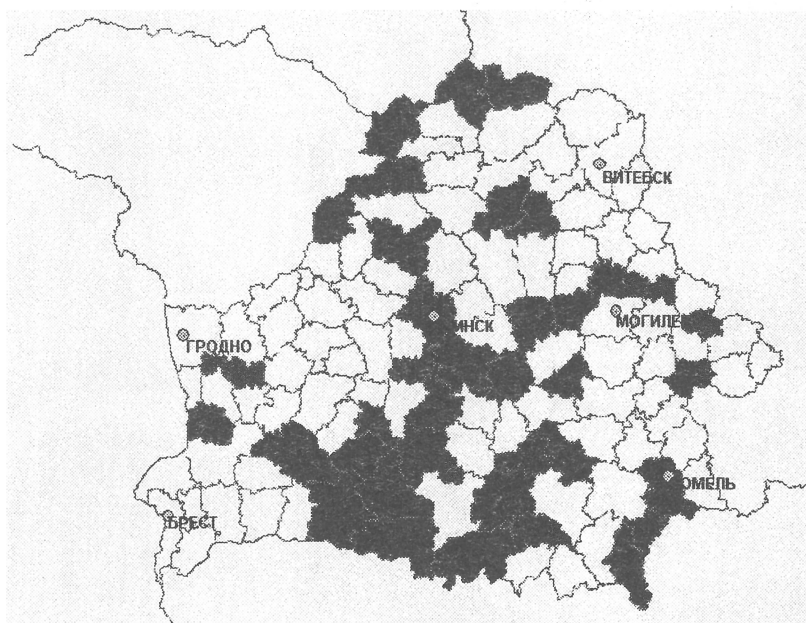 ВИТЕБСК
ИНСК
МОГИЛЕ
ГРОДНО
ОМЕЛЬ
БРЕСТ